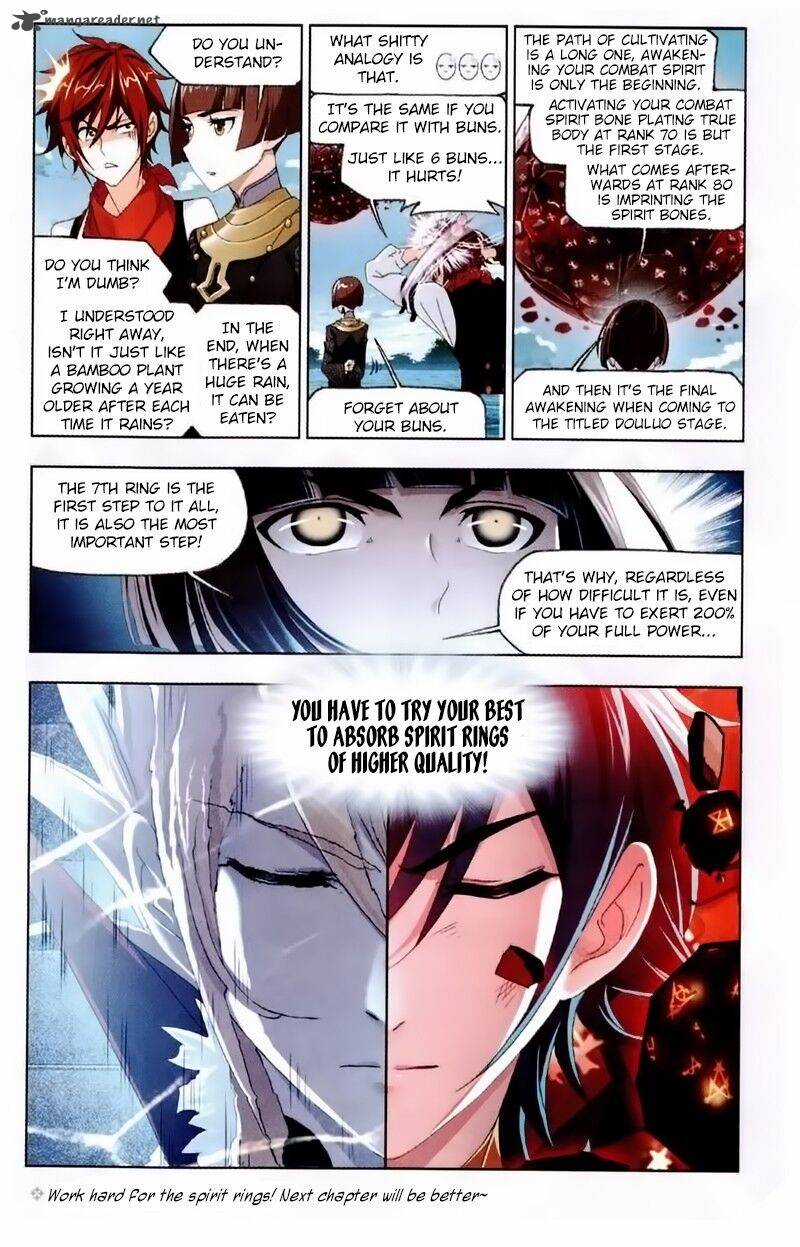 mangareader.net
DO YOU UN-
DERSTAND?
DO YOU THINK
I'M DUMB?
I UNDERSTOOD
RIGHT AWAY,
ISN'T IT JUST LIKE
A BAMBOO PLANT
GROWING A YEAR
OLDER AFTER EACH
TIME IT RAINS?
IN THE
END, WHEN
THERE'S A
HUGE RAIN,
IT CAN BE
EATEN?
WHAT SHITTY
ANALOGY IS
THAT.
IT'S THE SAME IF YOU
COMPARE IT WITH BUNS.
JUST LIKE 6 BUNS...
IT HURTS!
FORGET ABOUT
YOUR BUNS.
THE PATH OF CULTIVATING
IS A LONG ONE, AWAKEN-
ING YOUR COMBAT SPIRIT
IS ONLY THE BEGINNING.
ACTIVATING YOUR COMBAT
SPIRIT BONE PLATING TRUE
BODY AT RANK 70 IS BUT
THE FIRST STAGE.
WHAT COMES AFTER-
WARDS AT RANK 80
IS IMPRINTING THE
SPIRIT BONES.
AND THEN IT'S THE FINAL
AWAKENING WHEN COMING TO
THE TITLED DOULUO STAGE.
THE 7TH RING IS THE
FIRST STEP TO IT ALL,
IT IS ALSO THE MOST
IMPORTANT STEP!
THAT'S WHY, REGARDLESS
OF HOW DIFFICULT IT IS, EVEN
IF YOU HAVE TO EXERT 200%
OF YOUR FULL POWER...
YOU HAVE TO TRY YOUR BEST
TO ABSORB SPIRIT RINGS
OF HIGHER QUALITY!
Work hard for the spirit rings! Next chapter will be better~